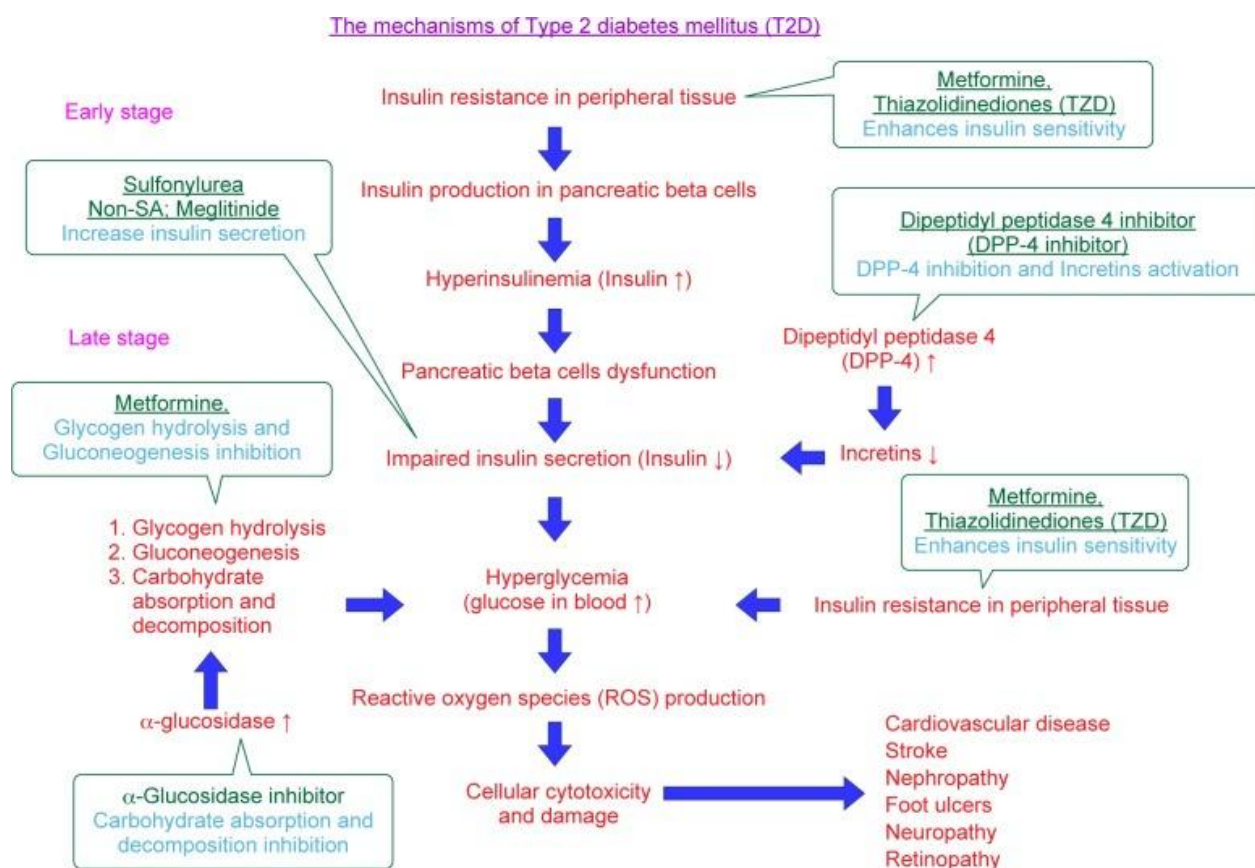 The mechanisms of Type 2 diabetes mellitus (T2D)
Early stage
Insulin resistance in peripheral tissue
Metformine,
Thiazolidinediones (TZD)
Enhances insulin sensitivity
Sulfonylurea
Non-SA; Meglitinide
Increase insulin secretion
Insulin production in pancreatic beta cells
Dipeptidyl peptidase 4 inhibitor
(DPP-4 inhibitor)
DPP-4 inhibition and Incretins activation
Hyperinsulinemia (Insulin ↑)
Late stage
Dipeptidyl peptidase 4
(DPP-4) ↑
Pancreatic beta cells dysfunction
Metformine,
Glycogen hydrolysis and
Gluconeogenesis inhibition
Impaired insulin secretion (Insulin ↓)
Incretins ↓
Metformine,
Thiazolidinediones (TZD)
Enhances insulin sensitivity
1. Glycogen hydrolysis
2. Gluconeogenesis
3. Carbohydrate
absorption and
decomposition
Hyperglycemia
(glucose in blood ↑)
Insulin resistance in peripheral tissue
Reactive oxygen species (ROS) production
α-glucosidase ↑
α-Glucosidase inhibitor
Carbohydrate absorption and
decomposition inhibition
Cellular cytotoxicity
and damage
Cardiovascular disease
Stroke
Nephropathy
Foot ulcers
Neuropathy
Retinopathy